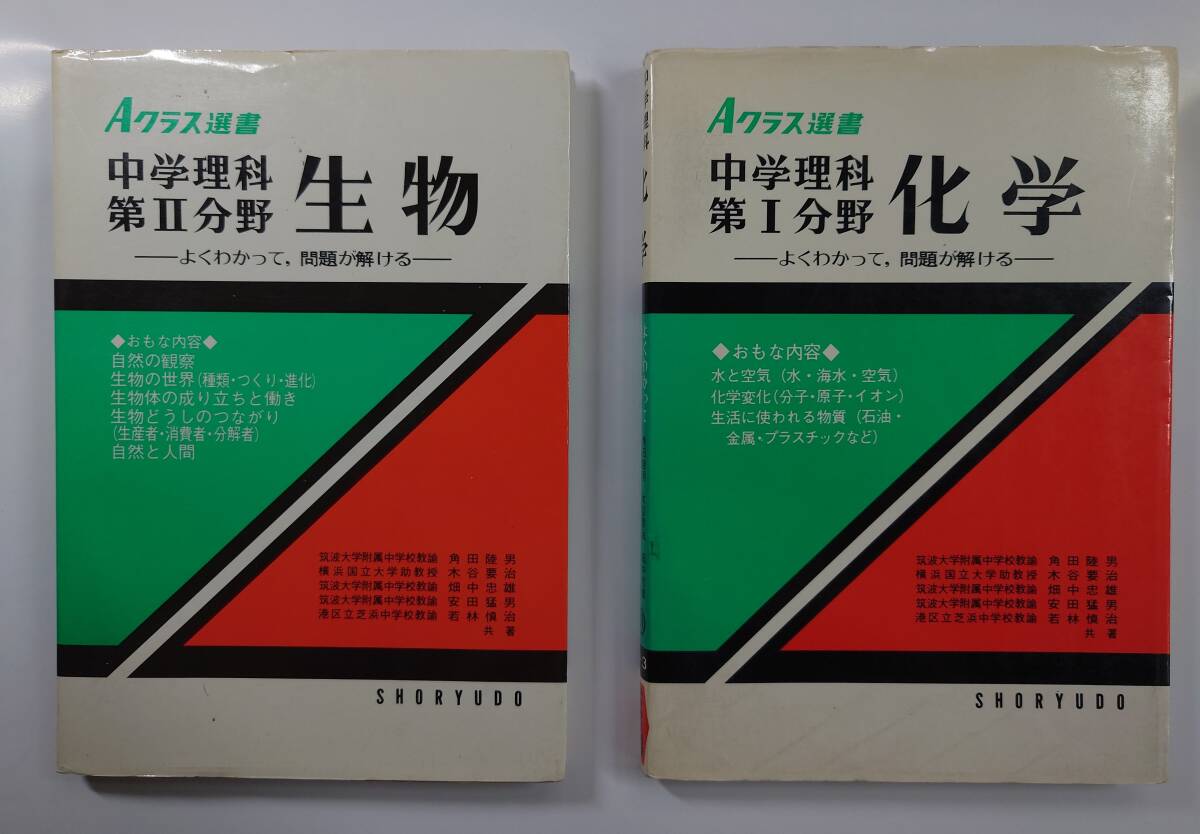 Aクラス選書
中学理科
第II分野
生物
――よくわかって,問題が解ける――
◆おもな内容◆
自然の観察
生物の世界(種類・つくり・進化)
生物体の成り立ちと働き
生物どうしのつながり
(生産者・消費者・分解者)
自然と人間
筑波大学附属中学校教諭 角田陸男
横浜国立大学助教授 木谷要治
筑波大学附属中学校教諭 畑中忠雄
筑波大学附属中学校教諭 安田猛男
港区立芝浜中学校教諭 若林慎治
共著
SHORYUDO
中学理科
化学
Aクラス選書
中学理科
第I分野
化学
――よくわかって,問題が解ける――
◆おもな内容◆
水と空気(水・海水・空気)
化学変化(分子・原子・イオン)
生活に使われる物質(石油・
金属・プラスチックなど)
筑波大学附属中学校教諭 角田陸男
横浜国立大学助教授 木谷要治
筑波大学附属中学校教諭 畑中忠雄
筑波大学附属中学校教諭 安田猛男
港区立芝浜中学校教諭 若林慎治
共著
SHORYUDO